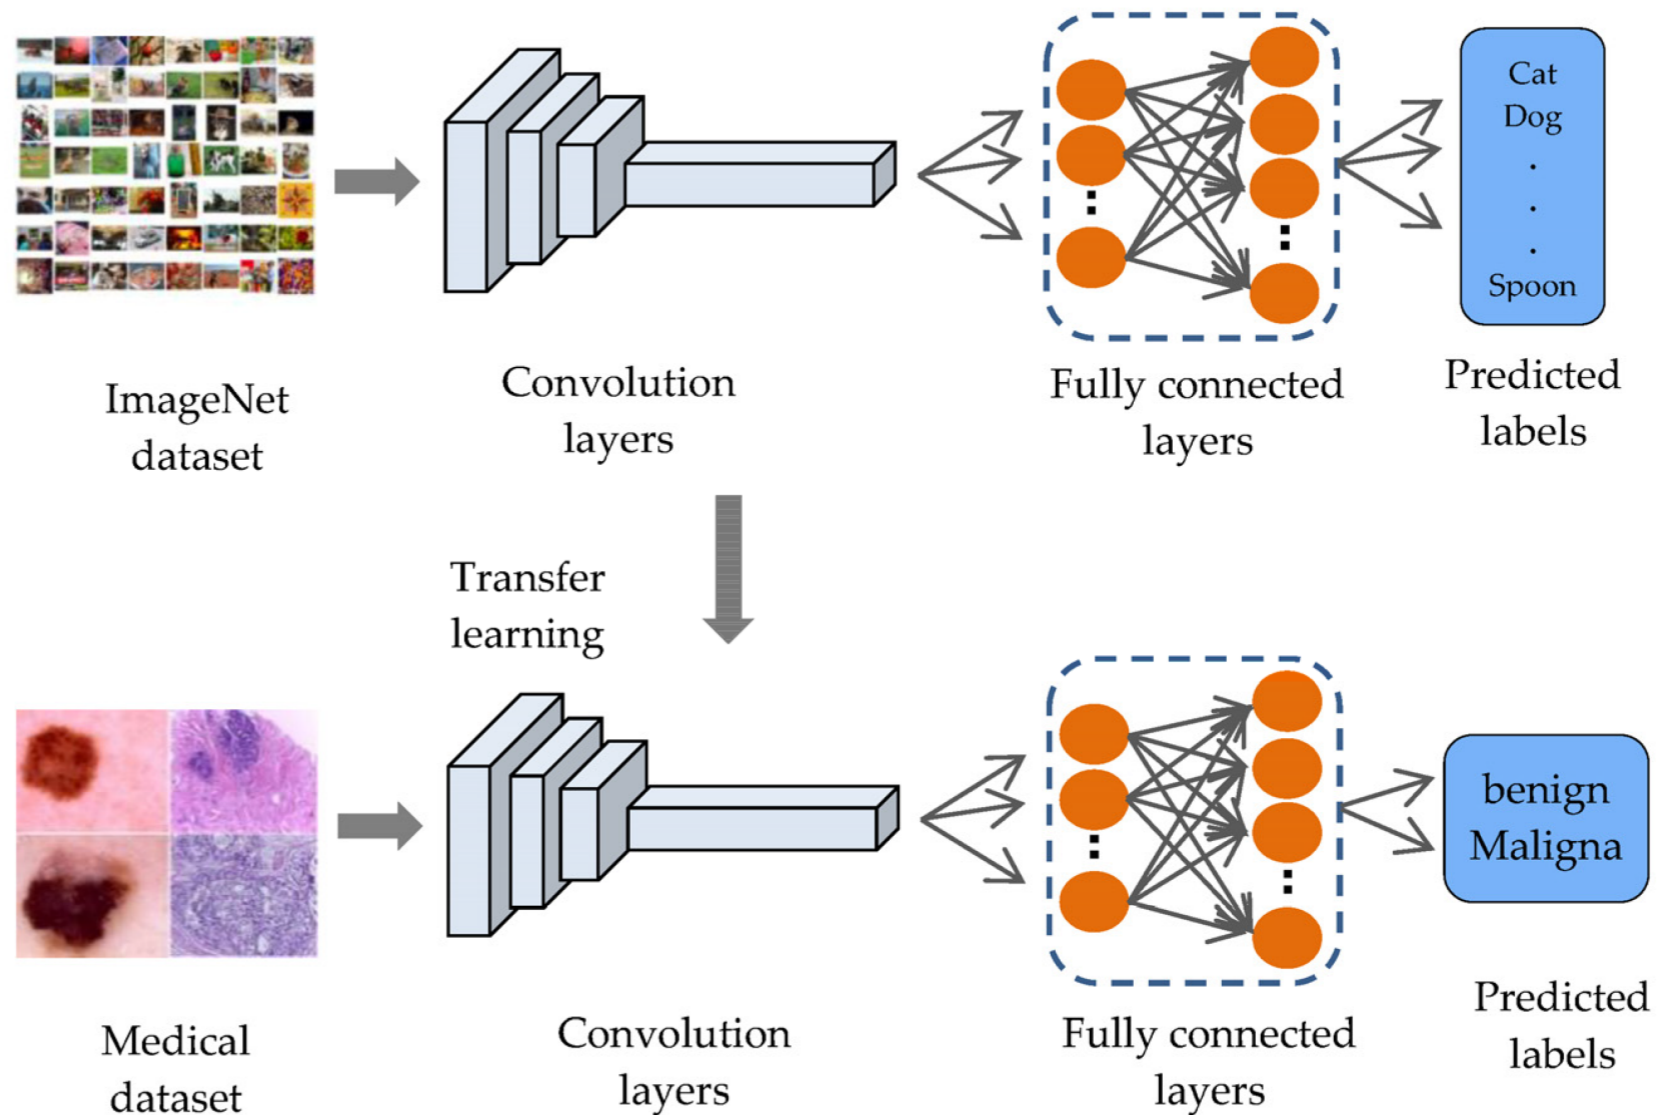 Cat
Dog
.
.
.
Spoon
ImageNet
dataset
Convolution
layers
Fully connected
layers
Predicted
labels
Transfer
learning
benign
Maligna
Medical
dataset
Convolution
layers
Fully connected
layers
Predicted
labels